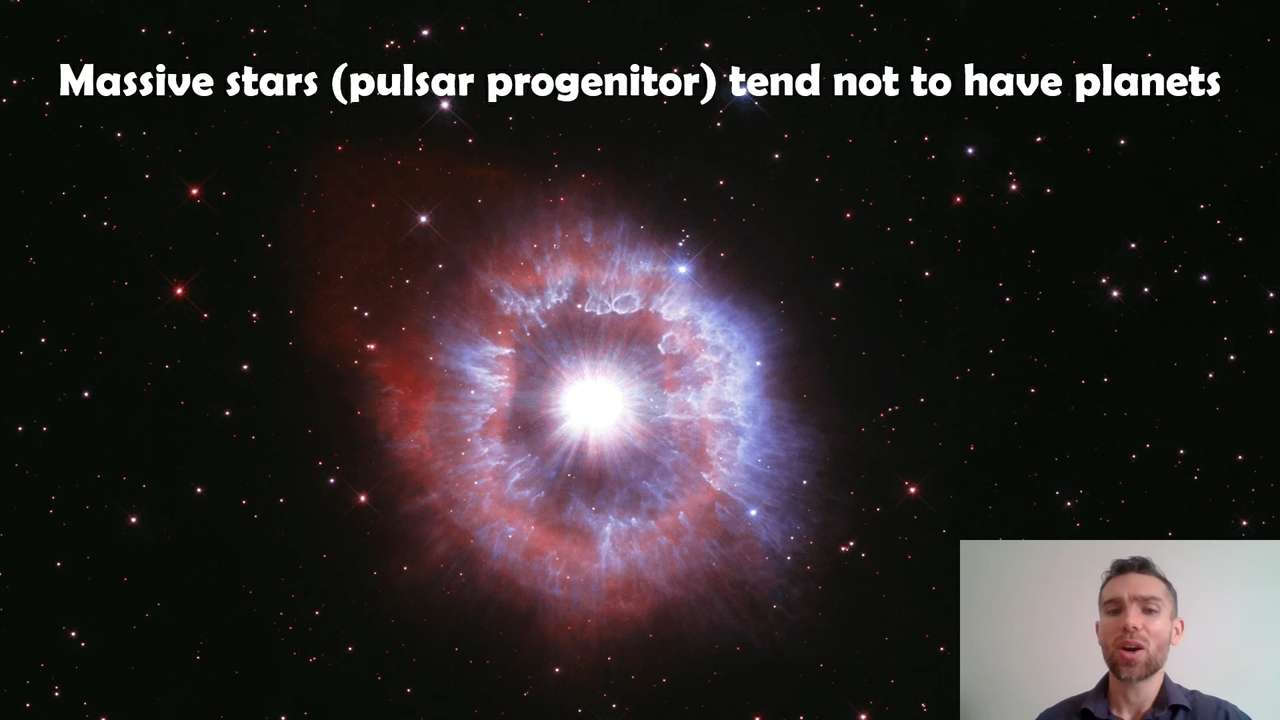 Massive stars (pulsar progenitor) tend not to have planets